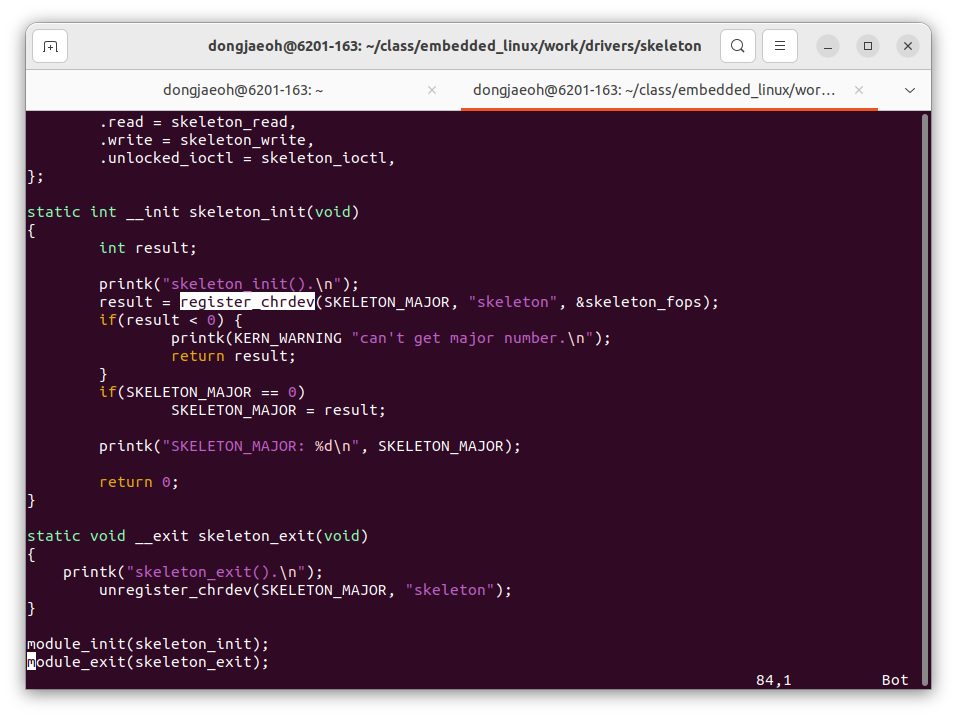 dongjaeoh@6201-163: ~/class/embedded_linux/work/drivers/skeleton
dongjaeoh@6201-163: ~
dongjaeoh@6201-163: ~/class/embedded_linux/wor…
        .read = skeleton_read,
        .write = skeleton_write,
        .unlocked_ioctl = skeleton_ioctl,
};
static int __init skeleton_init(void)
{
        int result;
        printk("skeleton_init().\n");
        result = register_chrdev(SKELETON_MAJOR, "skeleton", &skeleton_fops);
        if(result < 0) {
                printk(KERN_WARNING "can't get major number.\n");
                return result;
        }
        if(SKELETON_MAJOR == 0)
                SKELETON_MAJOR = result;
        printk("SKELETON_MAJOR: %d\n", SKELETON_MAJOR);
        return 0;
}
static void __exit skeleton_exit(void)
{
    printk("skeleton_exit().\n");
        unregister_chrdev(SKELETON_MAJOR, "skeleton");
}
module_init(skeleton_init);
module_exit(skeleton_exit);
84,1 Bot